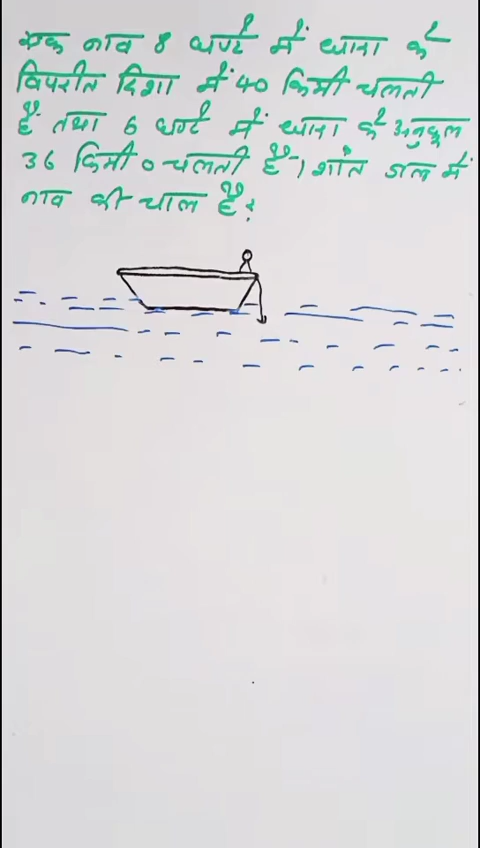 एक नाव 8 घण्टे में धारा के
विपरीत दिशा में 40 किमी चलती
हैं तथा 6 घण्टे में धारा के अनुकूल
36 किमी० चलती हैं। शांत जल में
नाव की चाल हैं?